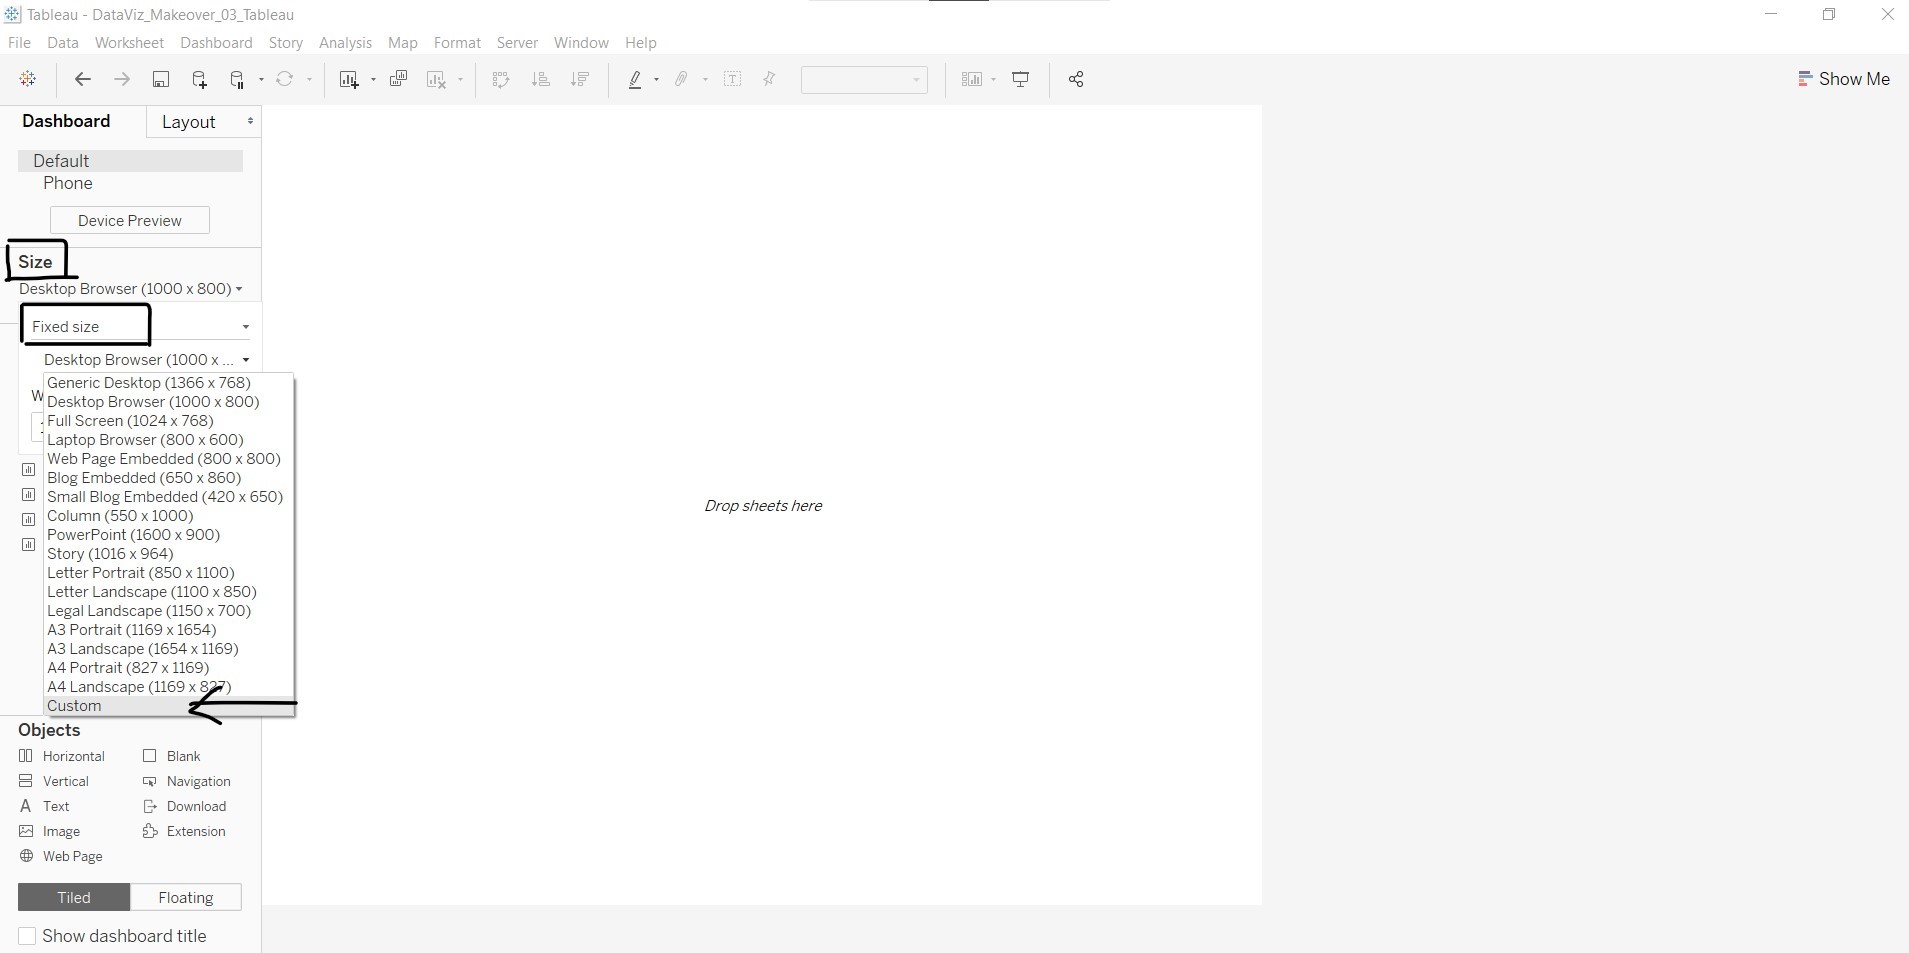 Tableau - DataViz_Makeover_03_Tableau
File Data Worksheet Dashboard Story Analysis Map Format Server Window Help
Show Me
Dashboard Layout
Default
Phone
Device Preview
Size
Desktop Browser (1000 x 800)
Fixed size
Desktop Browser (1000 x ...
W
Generic Desktop (1366 x 768)
Desktop Browser (1000 x 800)
Full Screen (1024 x 768)
Laptop Browser (800 x 600)
Web Page Embedded (800 x 800)
Blog Embedded (650 x 860)
Small Blog Embedded (420 x 650)
Column (550 x 1000)
PowerPoint (1600 x 900)
Story (1016 x 964)
Letter Portrait (850 x 1100)
Letter Landscape (1100 x 850)
Legal Landscape (1150 x 700)
A3 Portrait (1169 x 1654)
A3 Landscape (1654 x 1169)
A4 Portrait (827 x 1169)
A4 Landscape (1169 x 827)
Custom
Drop sheets here
Objects
Horizontal Blank
Vertical Navigation
Text Download
Image Extension
Web Page
Tiled Floating
Show dashboard title